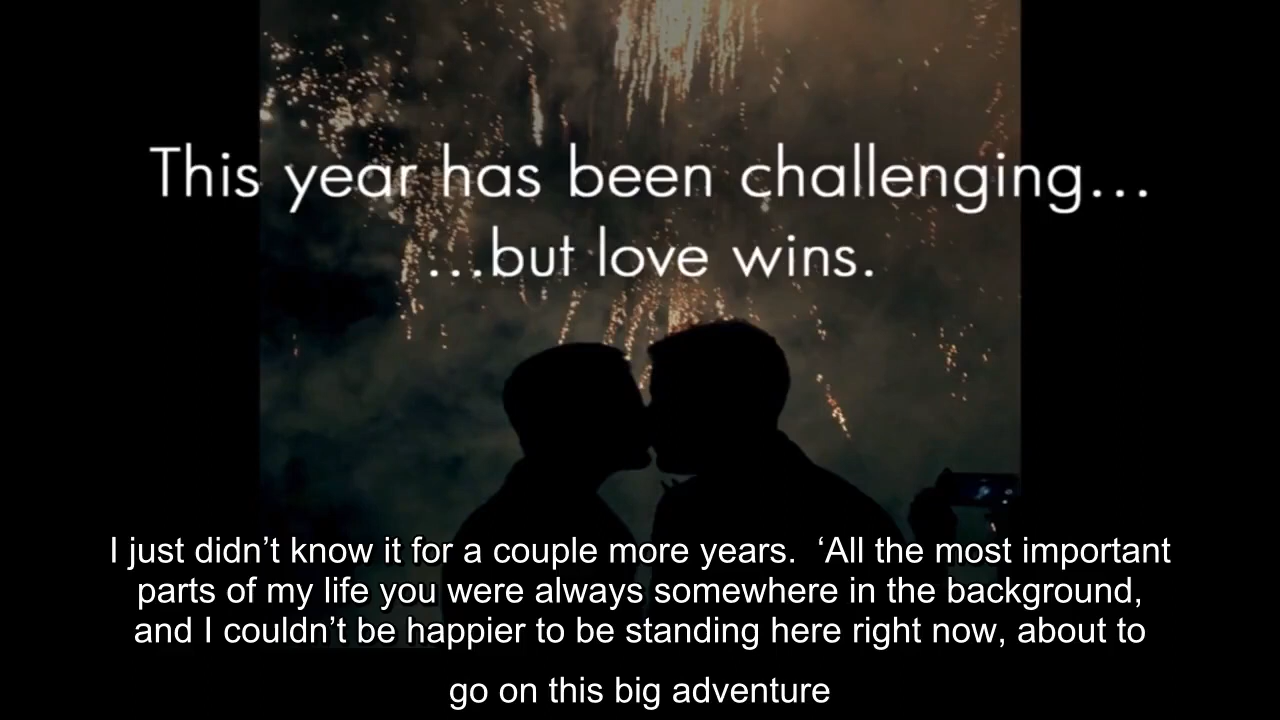 This year has been challenging...
...but love wins.
I just didn’t know it for a couple more years.  ‘All the most important
parts of my life you were always somewhere in the background,
and I couldn’t be happier to be standing here right now, about to
go on this big adventure